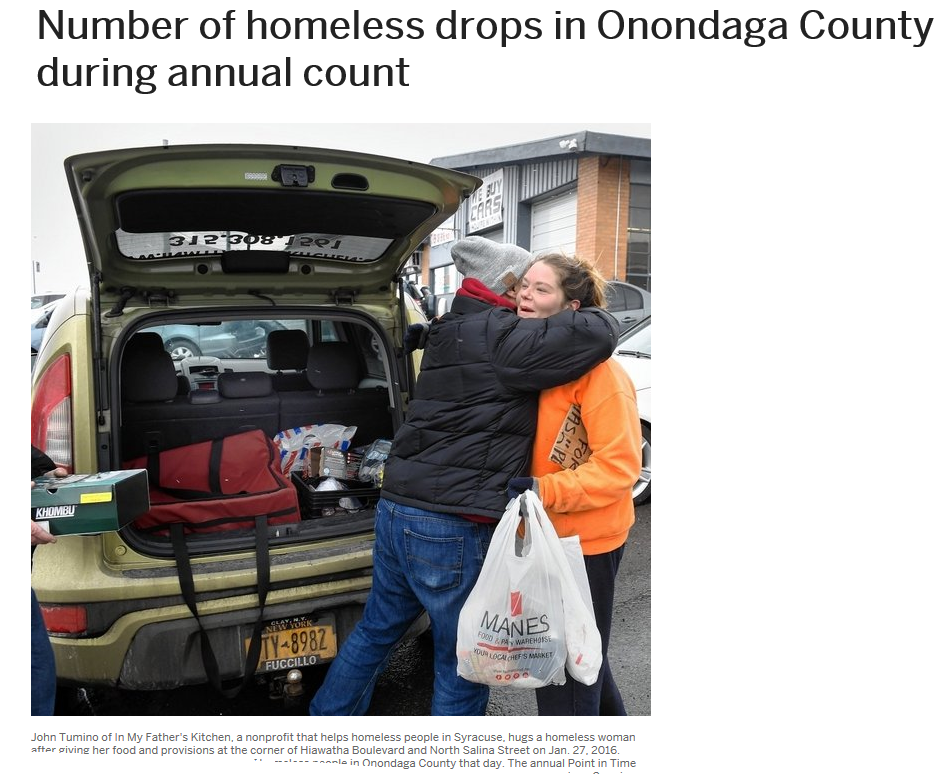 Number of homeless drops in Onondaga County
during annual count
WE BUY
CARS
315-308-1561
KHOMBU
CLAY, N.Y.
NEW YORK
TY-8982
FUCCILLO
MANES
FOOD & PAPER WAREHOUSE
YOUR LOCAL CHEF'S MARKET
John Tumino of In My Father's Kitchen, a nonprofit that helps homeless people in Syracuse, hugs a homeless woman
after giving her food and provisions at the corner of Hiawatha Boulevard and North Salina Street on Jan. 27, 2016.
homeless people in Onondaga County that day. The annual Point in Time